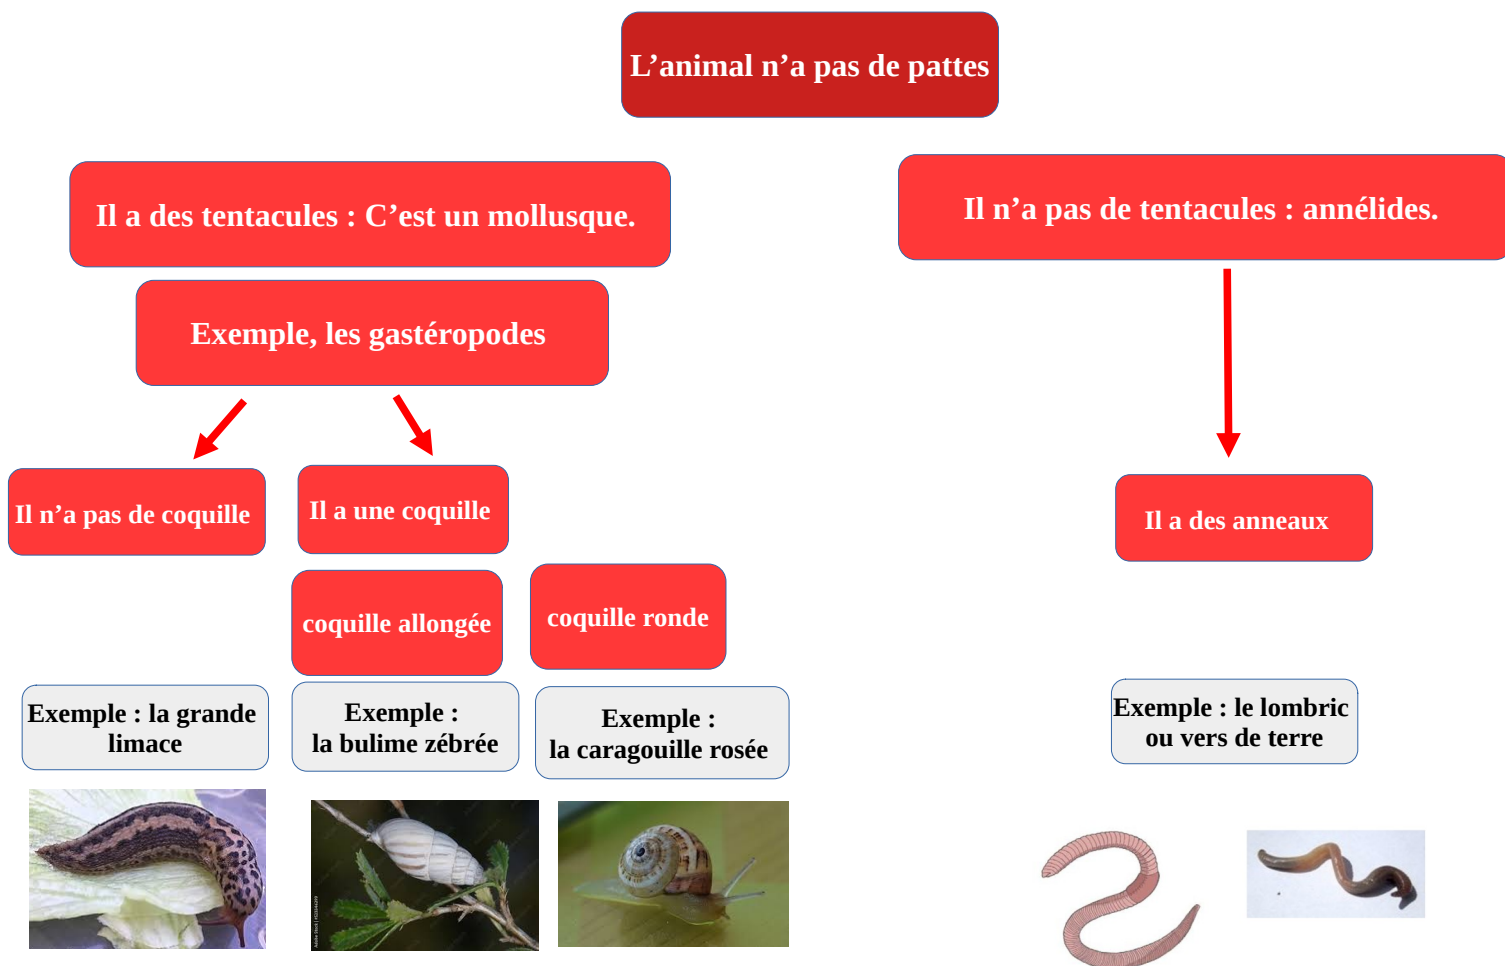 L’animal n’a pas de pattes
Il a des tentacules : C’est un mollusque.
Il n’a pas de tentacules : annélides.
Exemple, les gastéropodes
Il n’a pas de coquille
Il a une coquille
Il a des anneaux
coquille allongée
coquille ronde
Exemple : la grande
limace
Exemple :
la bulime zébrée
Exemple :
la caragouille rosée
Exemple : le lombric
ou vers de terre